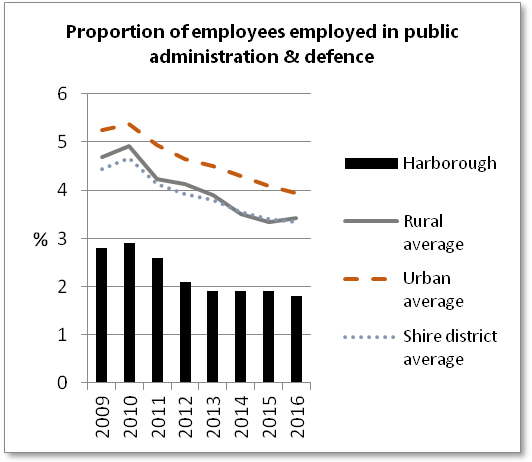 Proportion of employees employed in public
administration & defence
6
5
4
3
2
1
0
%
2009
2010
2011
2012
2013
2014
2015
2016
Harborough
Rural
average
Urban
average
Shire district
average